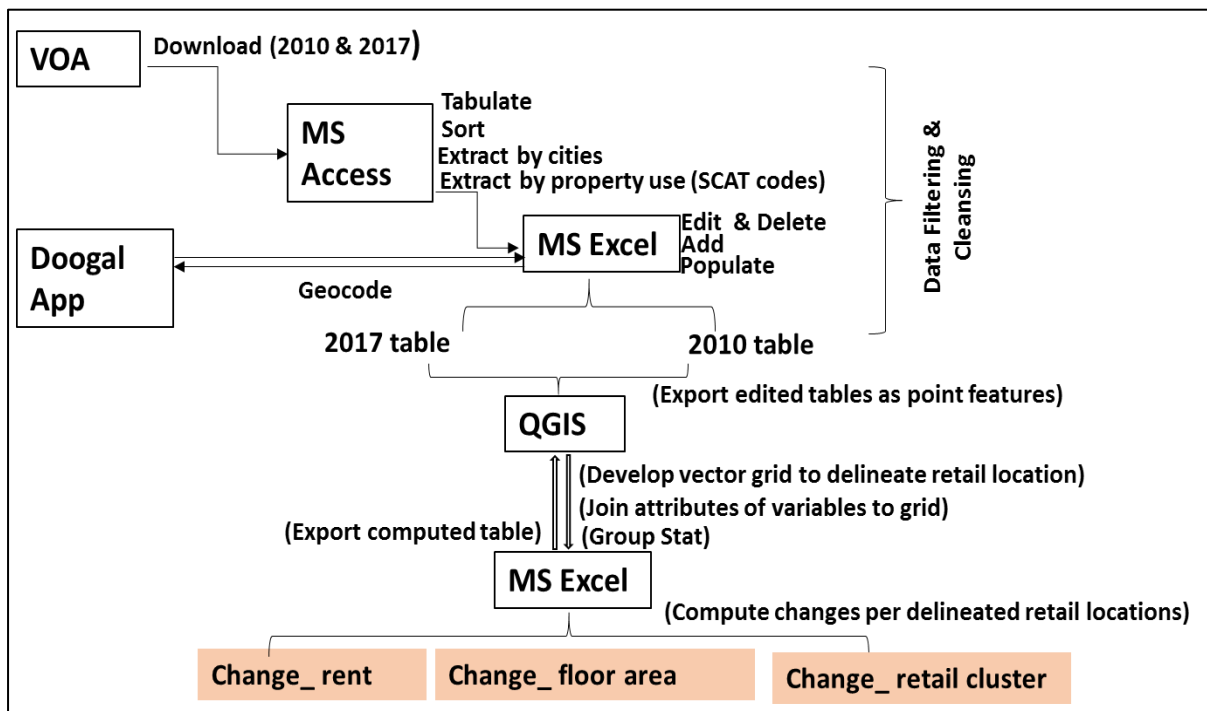 VOA
Download (2010 & 2017)
MS
Access
Tabulate
Sort
Extract by cities
Extract by property use (SCAT codes)
MS Excel
Edit & Delete
Add
Populate
Doogal
App
Geocode
Data Filtering &
Cleansing
2017 table
2010 table
(Export edited tables as point features)
QGIS
(Develop vector grid to delineate retail location)
(Join attributes of variables to grid)
(Export computed table)
(Group Stat)
MS Excel
(Compute changes per delineated retail locations)
Change_ rent
Change_ floor area
Change_ retail cluster